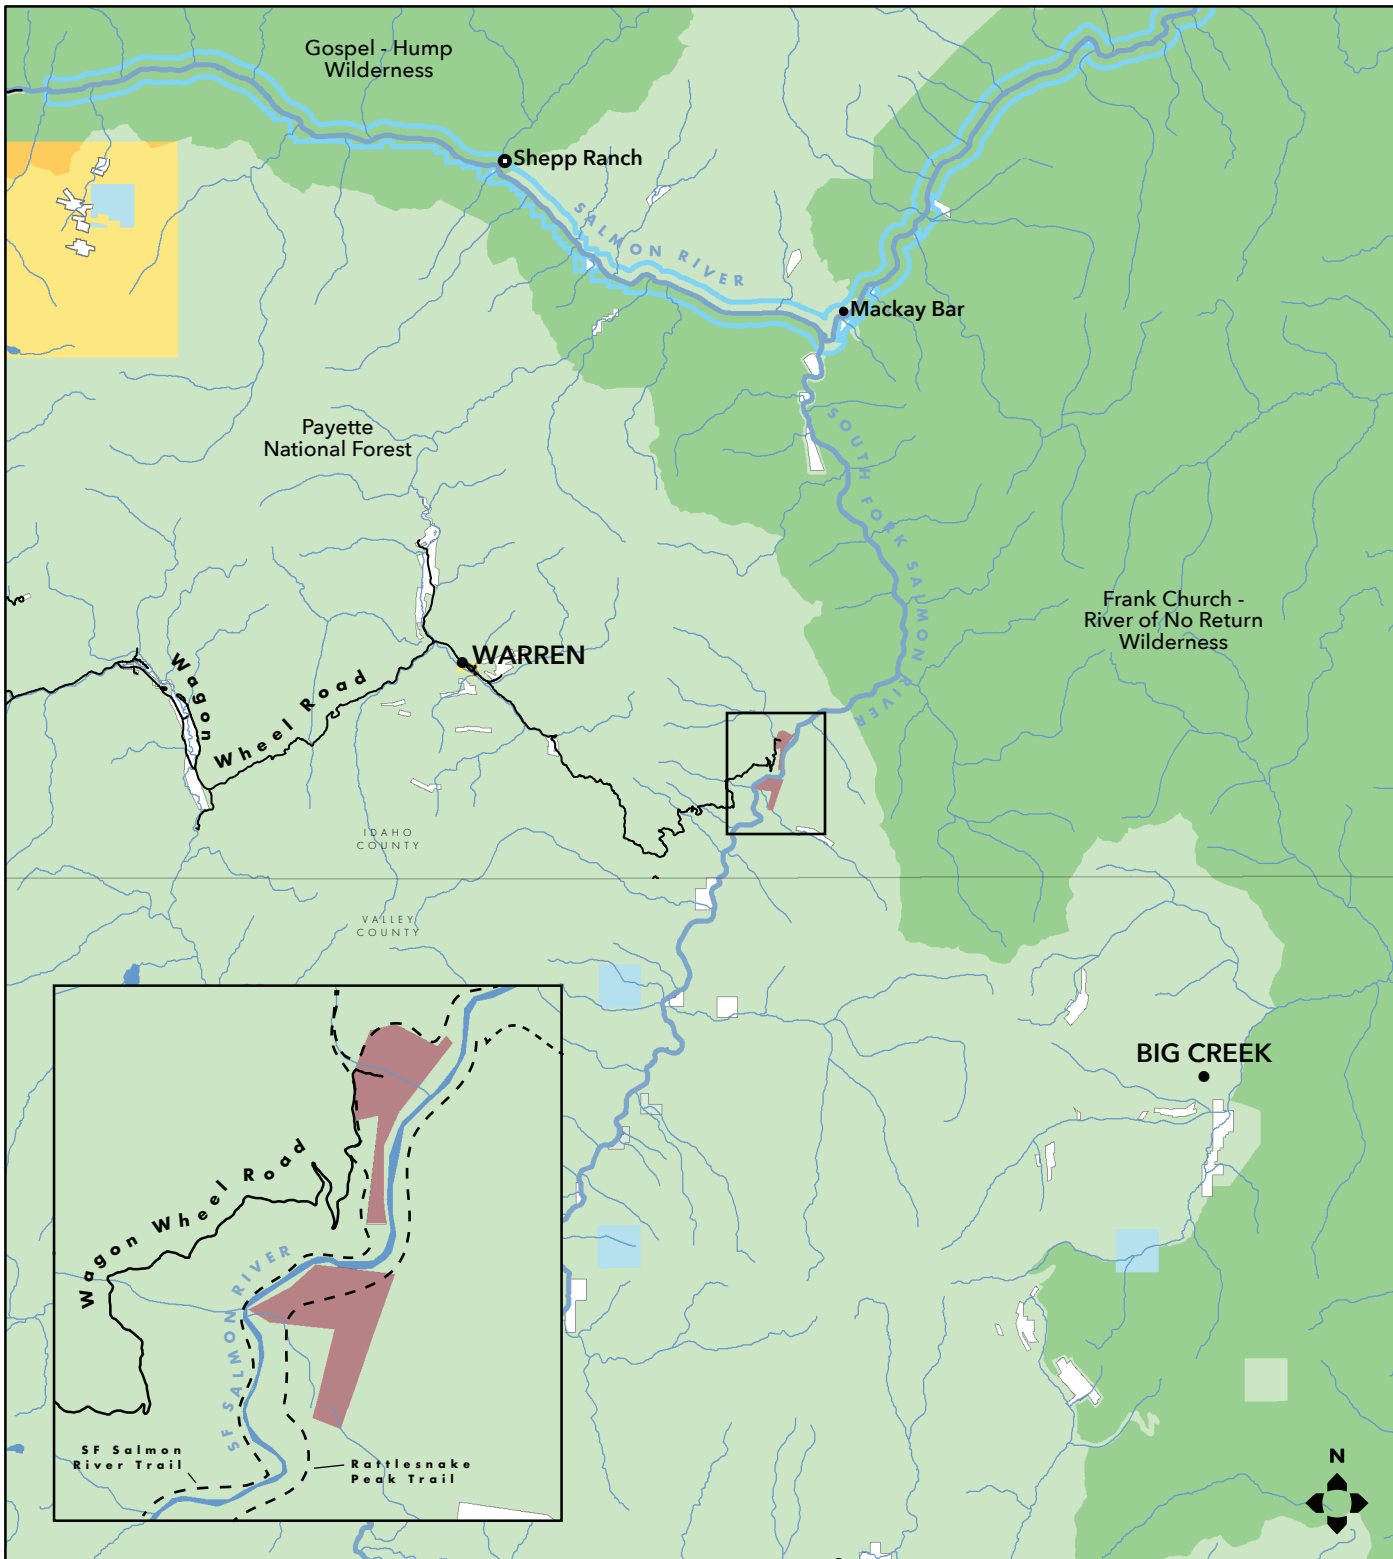 Gospel - Hump
Wilderness
Shepp Ranch
SALMON RIVER
Mackay Bar
Payette
National Forest
SOUTH FORK SALMON RIVER
Frank Church -
River of No Return
Wilderness
WARREN
Wagon
Wheel Road
IDAHO
COUNTY
VALLEY
COUNTY
BIG CREEK
Wagon Wheel Road
SF SALMON RIVER
SF Salmon
River Trail
Rattlesnake
Peak Trail
N